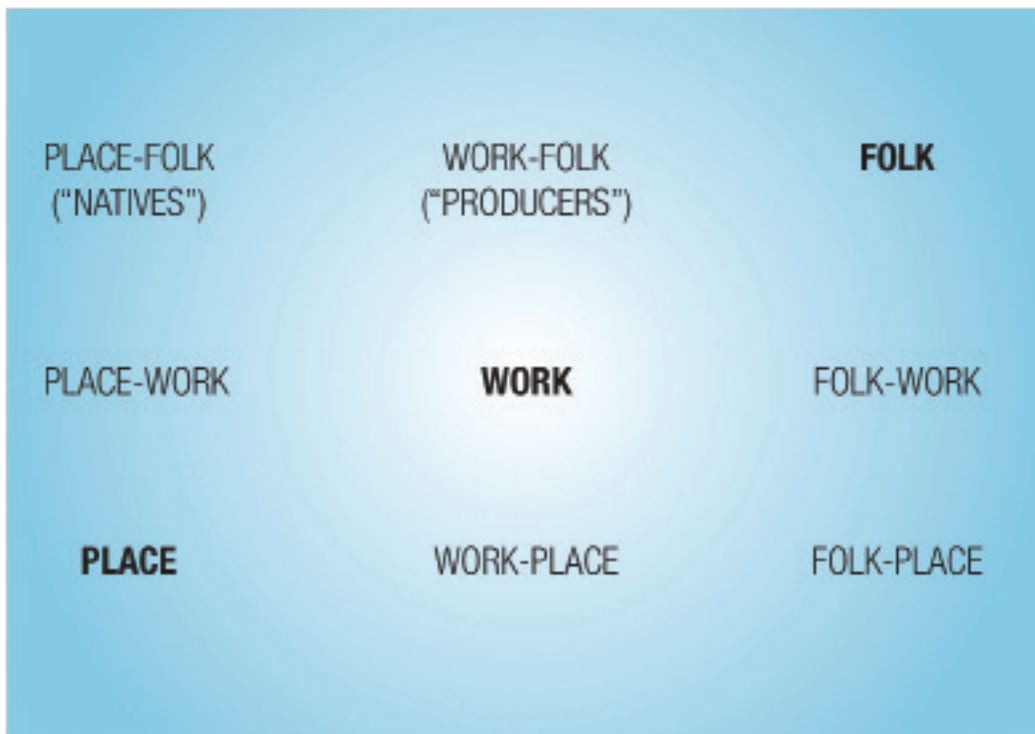 PLACE-FOLK
(“NATIVES”)
WORK-FOLK
(“PRODUCERS”)
FOLK
PLACE-WORK
WORK
FOLK-WORK
PLACE
WORK-PLACE
FOLK-PLACE